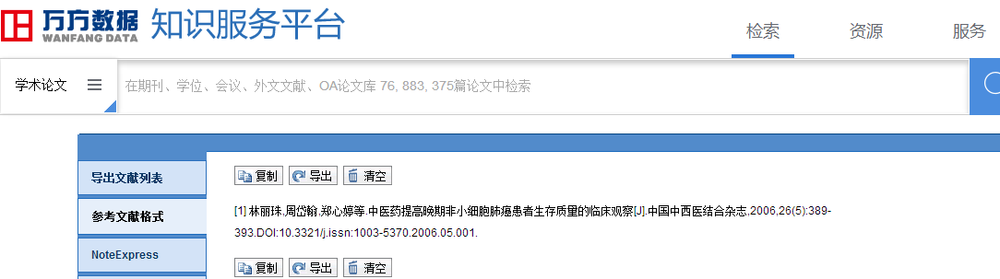 万方数据
WANFANG DATA
知识服务平台
检索
资源
服务
学术论文
在期刊、学位、会议、外文文献、OA论文库 76, 883, 375篇论文中检索
导出文献列表
参考文献格式
NoteExpress
复制 导出 清空
[1] 林丽珠,周岱翰,郑心婷等.中医药提高晚期非小细胞肺癌患者生存质量的临床观察[J].中国中西医结合杂志,2006,26(5):389-
393.DOI:10.3321/j.issn:1003-5370.2006.05.001.
复制 导出 清空